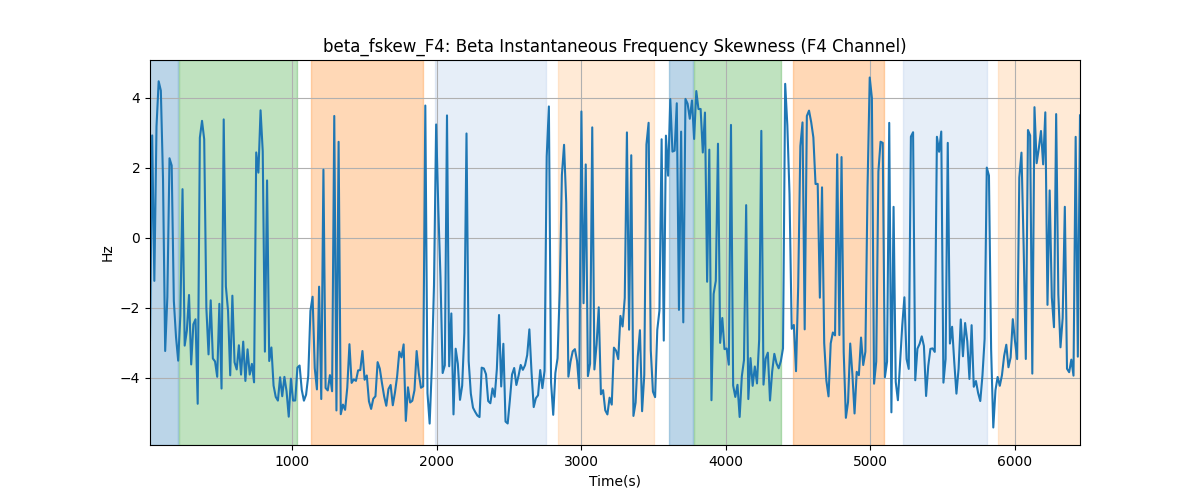 beta_fskew_F4: Beta Instantaneous Frequency Skewness (F4 Channel)
Hz
4
2
0
−2
−4
1000 2000 3000 4000 5000 6000
Time(s)